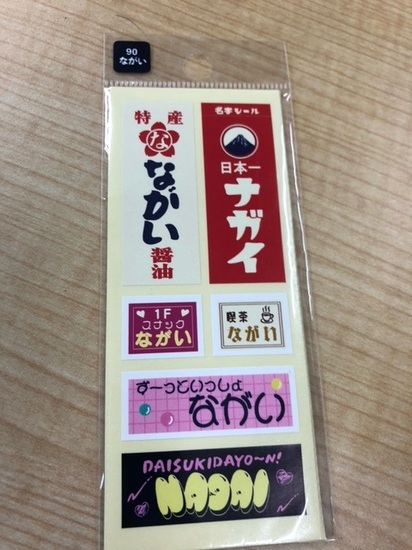 90
ながい
特産
な
ながい
醤油
名字シール
日本一
ナガイ
1F
スナック
ながい
喫茶
ながい
ずーっといっしょ
ながい
DAISUKIDAYO〜N!
NAGAI